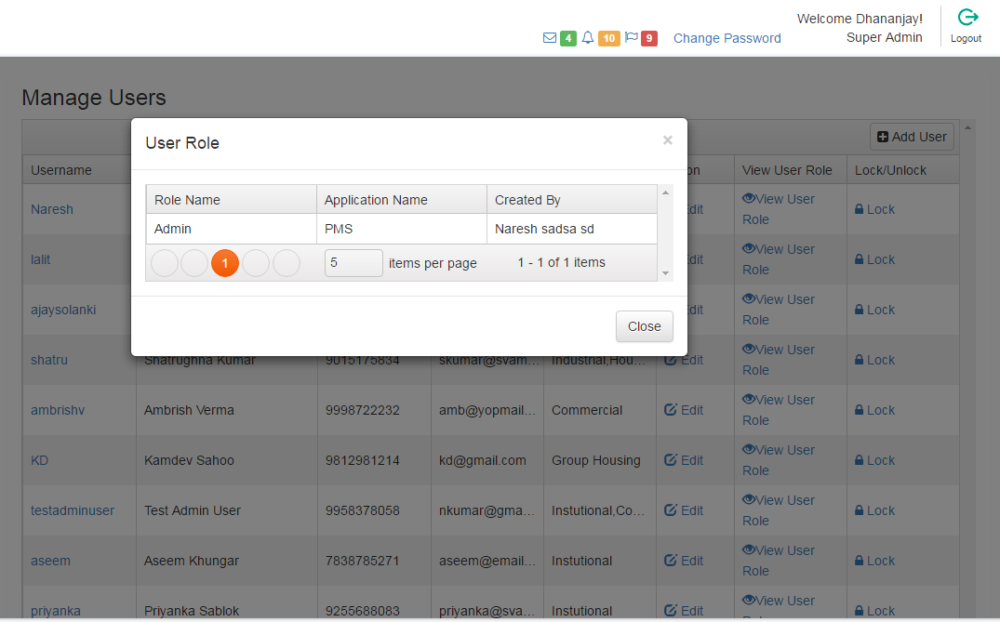 Welcome Dhananjay!
4 10 9 Change Password Super Admin Logout
Manage Users
Add User
Username View User Role Lock/Unlock
User Role ×
Role Name Application Name Created By
Admin PMS Naresh sadsa sd
1 5 items per page 1 - 1 of 1 items
Close
Naresh View User Role Lock
lalit View User Role Lock
ajaysolanki View User Role Lock
shatru Shatrughna Kumar 9015175834 skumar@svam... Industrial,Hou... Edit View User Role Lock
ambrishv Ambrish Verma 9998722232 amb@yopmail... Commercial Edit View User Role Lock
KD Kamdev Sahoo 9812981214 kd@gmail.com Group Housing Edit View User Role Lock
testadminuser Test Admin User 9958378058 nkumar@gma... Instutional,Co... Edit View User Role Lock
aseem Aseem Khungar 7838785271 aseem@email... Instutional Edit View User Role Lock
priyanka Priyanka Sablok 9255688083 priyanka@sva... Instutional Edit View User Lock